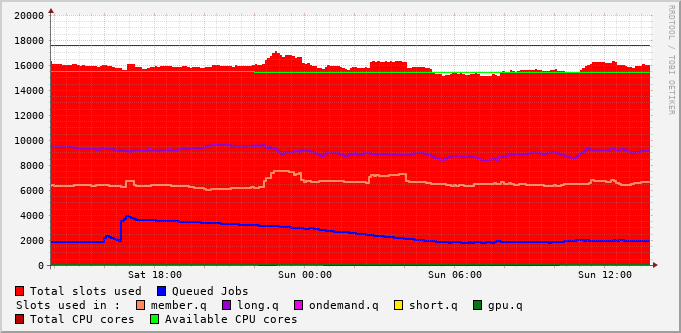 RRDTOOL / TOBI OETIKER
20000
18000
16000
14000
12000
10000
8000
6000
4000
2000
0
Sat 18:00 Sun 00:00 Sun 06:00 Sun 12:00
Total slots used Queued Jobs
Slots used in : member.q long.q ondemand.q short.q gpu.q
Total CPU cores Available CPU cores